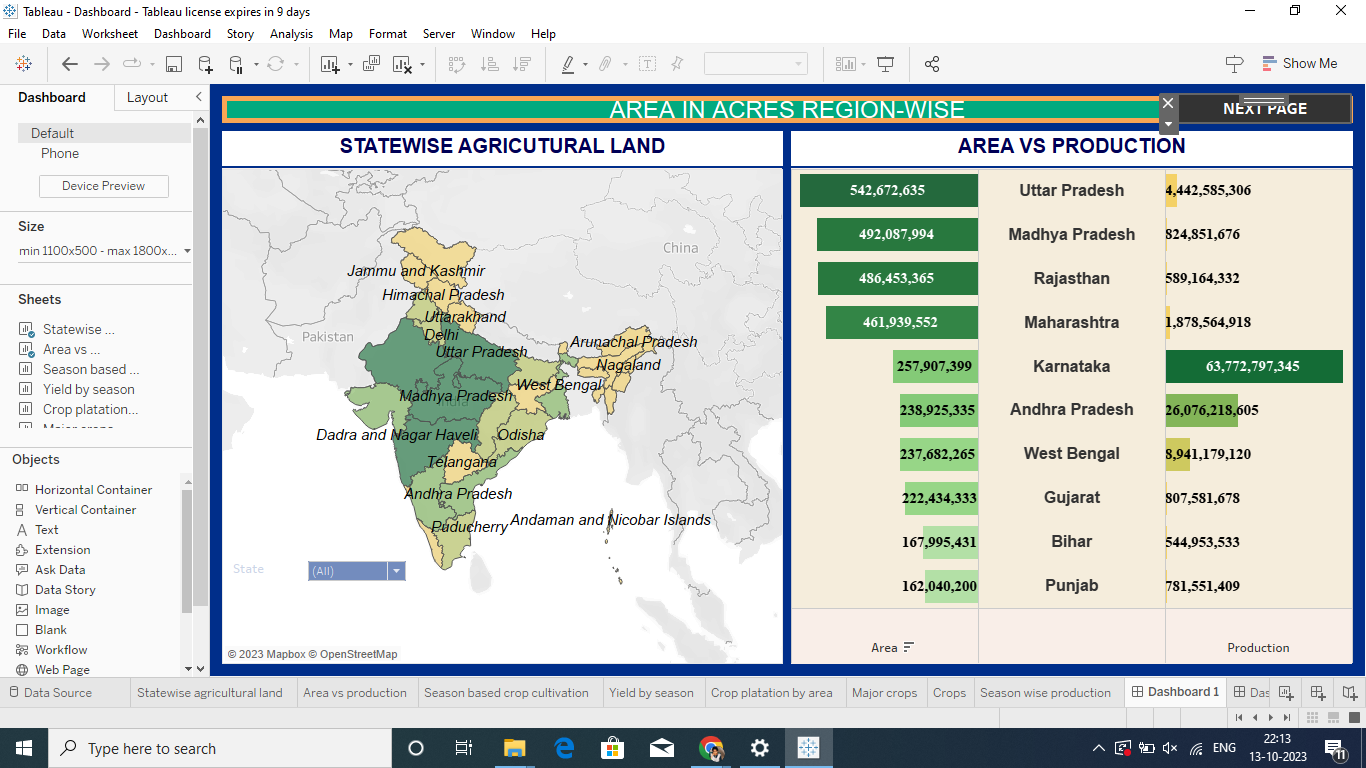 Tableau - Dashboard - Tableau license expires in 9 days
File Data Worksheet Dashboard Story Analysis Map Format Server Window Help
Show Me
Dashboard Layout
Default
Phone
Device Preview
Size
min 1100x500 - max 1800x...
Sheets
Statewise ...
Area vs ...
Season based ...
Yield by season
Crop platation...
Major crops
Objects
Horizontal Container
Vertical Container
Text
Extension
Ask Data
Data Story
Image
Blank
Workflow
Web Page
AREA IN ACRES REGION-WISE
NEXT PAGE
STATEWISE AGRICUTURAL LAND
China
Jammu and Kashmir
Himachal Pradesh
Uttarakhand
Pakistan
Delhi
Arunachal Pradesh
Uttar Pradesh
Nagaland
West Bengal
Madhya Pradesh
India
Dadra and Nagar Haveli
Odisha
Telangana
Andhra Pradesh
Puducherry
Andaman and Nicobar Islands
State (All)
© 2023 Mapbox © OpenStreetMap
AREA VS PRODUCTION
542,672,635 Uttar Pradesh 4,442,585,306
492,087,994 Madhya Pradesh 824,851,676
486,453,365 Rajasthan 589,164,332
461,939,552 Maharashtra 1,878,564,918
257,907,399 Karnataka 63,772,797,345
238,925,335 Andhra Pradesh 26,076,218,605
237,682,265 West Bengal 8,941,179,120
222,434,333 Gujarat 807,581,678
167,995,431 Bihar 544,953,533
162,040,200 Punjab 781,551,409
Area Production
Data Source Statewise agricultural land Area vs production Season based crop cultivation Yield by season Crop platation by area Major crops Crops Season wise production Dashboard 1 Das
Type here to search
ENG
22:13
13-10-2023
11